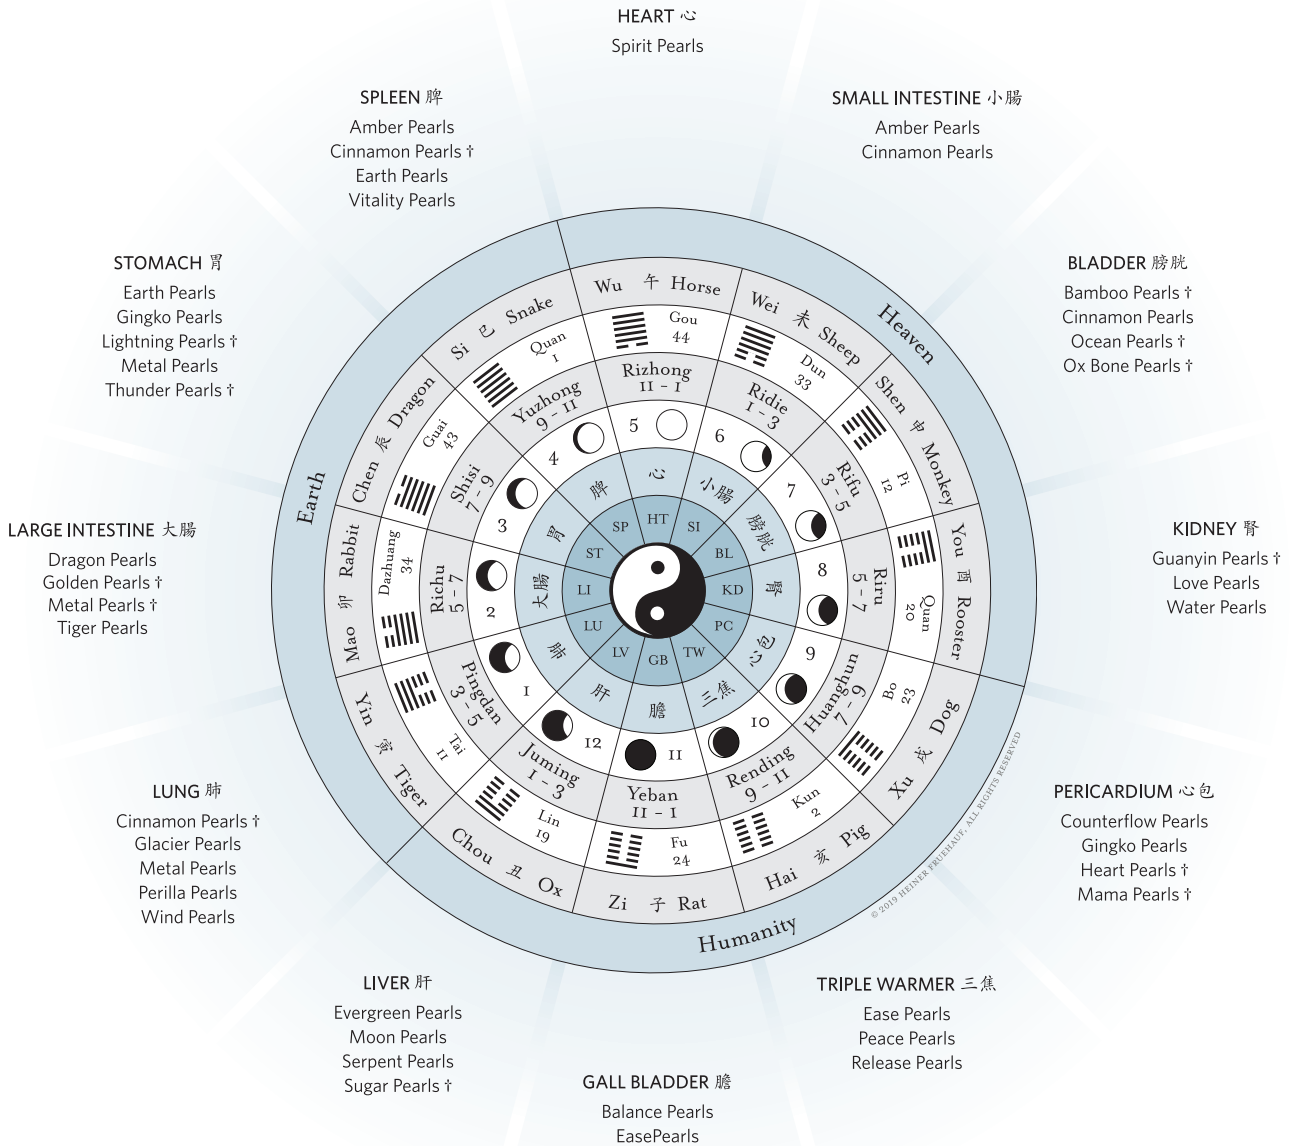 HEART 心
Spirit Pearls
SPLEEN 脾
Amber Pearls
Cinnamon Pearls †
Earth Pearls
Vitality Pearls
SMALL INTESTINE 小腸
Amber Pearls
Cinnamon Pearls
STOMACH 胃
Earth Pearls
Gingko Pearls
Lightning Pearls †
Metal Pearls
Thunder Pearls †
BLADDER 膀胱
Bamboo Pearls †
Cinnamon Pearls
Ocean Pearls †
Ox Bone Pearls †
LARGE INTESTINE 大腸
Dragon Pearls
Golden Pearls †
Metal Pearls †
Tiger Pearls
KIDNEY 腎
Guanyin Pearls †
Love Pearls
Water Pearls
LUNG 肺
Cinnamon Pearls †
Glacier Pearls
Metal Pearls
Perilla Pearls
Wind Pearls
PERICARDIUM 心包
Counterflow Pearls
Gingko Pearls
Heart Pearls †
Mama Pearls †
LIVER 肝
Evergreen Pearls
Moon Pearls
Serpent Pearls
Sugar Pearls †
TRIPLE WARMER 三焦
Ease Pearls
Peace Pearls
Release Pearls
GALL BLADDER 膽
Balance Pearls
EasePearls
Heaven
Humanity
Earth
Wu 午 Horse
Wei 未 Sheep
Shen 申 Monkey
You 酉 Rooster
Xu 戌 Dog
Hai 亥 Pig
Zi 子 Rat
Chou 丑 Ox
Yin 寅 Tiger
Mao 卯 Rabbit
Chen 辰 Dragon
Si 巳 Snake
Gou
44
Dun
33
Pi
12
Quan
20
Bo
23
Kun
2
Fu
24
Lin
19
Tai
11
Dazhuang
34
Guai
43
Quan
1
Rizhong
11 - 1
Ridie
1 - 3
Rifu
3 - 5
Riru
5 - 7
Huanghun
7 - 9
Rending
9 - 11
Yeban
11 - 1
Juming
1 - 3
Pingdan
3 - 5
Richu
5 - 7
Shisi
7 - 9
Yuzhong
9 - 11
5
6
7
8
9
10
11
12
1
2
3
4
心
小腸
膀胱
腎
心包
三焦
膽
肝
肺
大腸
胃
脾
HT
SI
BL
KD
PC
TW
GB
LV
LU
LI
ST
SP
© 2019 HEINER FRUEHAUF, ALL RIGHTS RESERVED